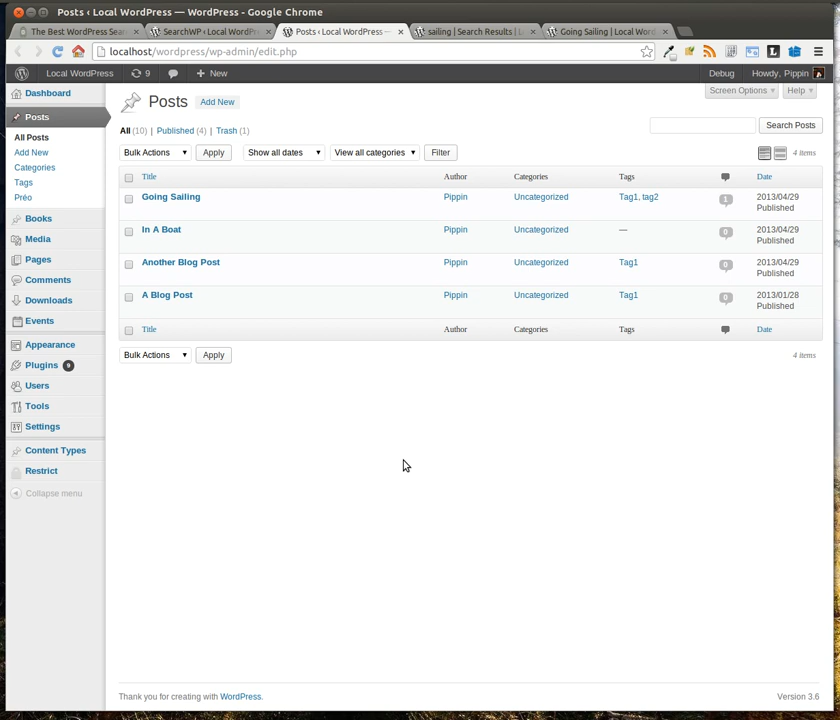 Posts ‹ Local WordPress — WordPress - Google Chrome
The Best WordPress Sear
SearchWP ‹ Local WordPr
Posts ‹ Local WordPress —
sailing | Search Results | L
Going Sailing | Local Word
localhost/wordpress/wp-admin/edit.php
Local WordPress
9
+ New
Debug
Howdy, Pippin
Dashboard
Posts
All Posts
Add New
Categories
Tags
Préo
Books
Media
Pages
Comments
Downloads
Events
Appearance
Plugins 9
Users
Tools
Settings
Content Types
Restrict
Collapse menu
Screen Options
Help
Posts
Add New
All (10) | Published (4) | Trash (1)
Search Posts
Bulk Actions
Apply
Show all dates
View all categories
Filter
4 items
Title Author Categories Tags Date
Going Sailing Pippin Uncategorized Tag1, tag2 1 2013/04/29
Published
In A Boat Pippin Uncategorized — 0 2013/04/29
Published
Another Blog Post Pippin Uncategorized Tag1 0 2013/04/29
Published
A Blog Post Pippin Uncategorized Tag1 0 2013/01/28
Published
Title Author Categories Tags Date
Bulk Actions
Apply
4 items
Thank you for creating with WordPress.
Version 3.6